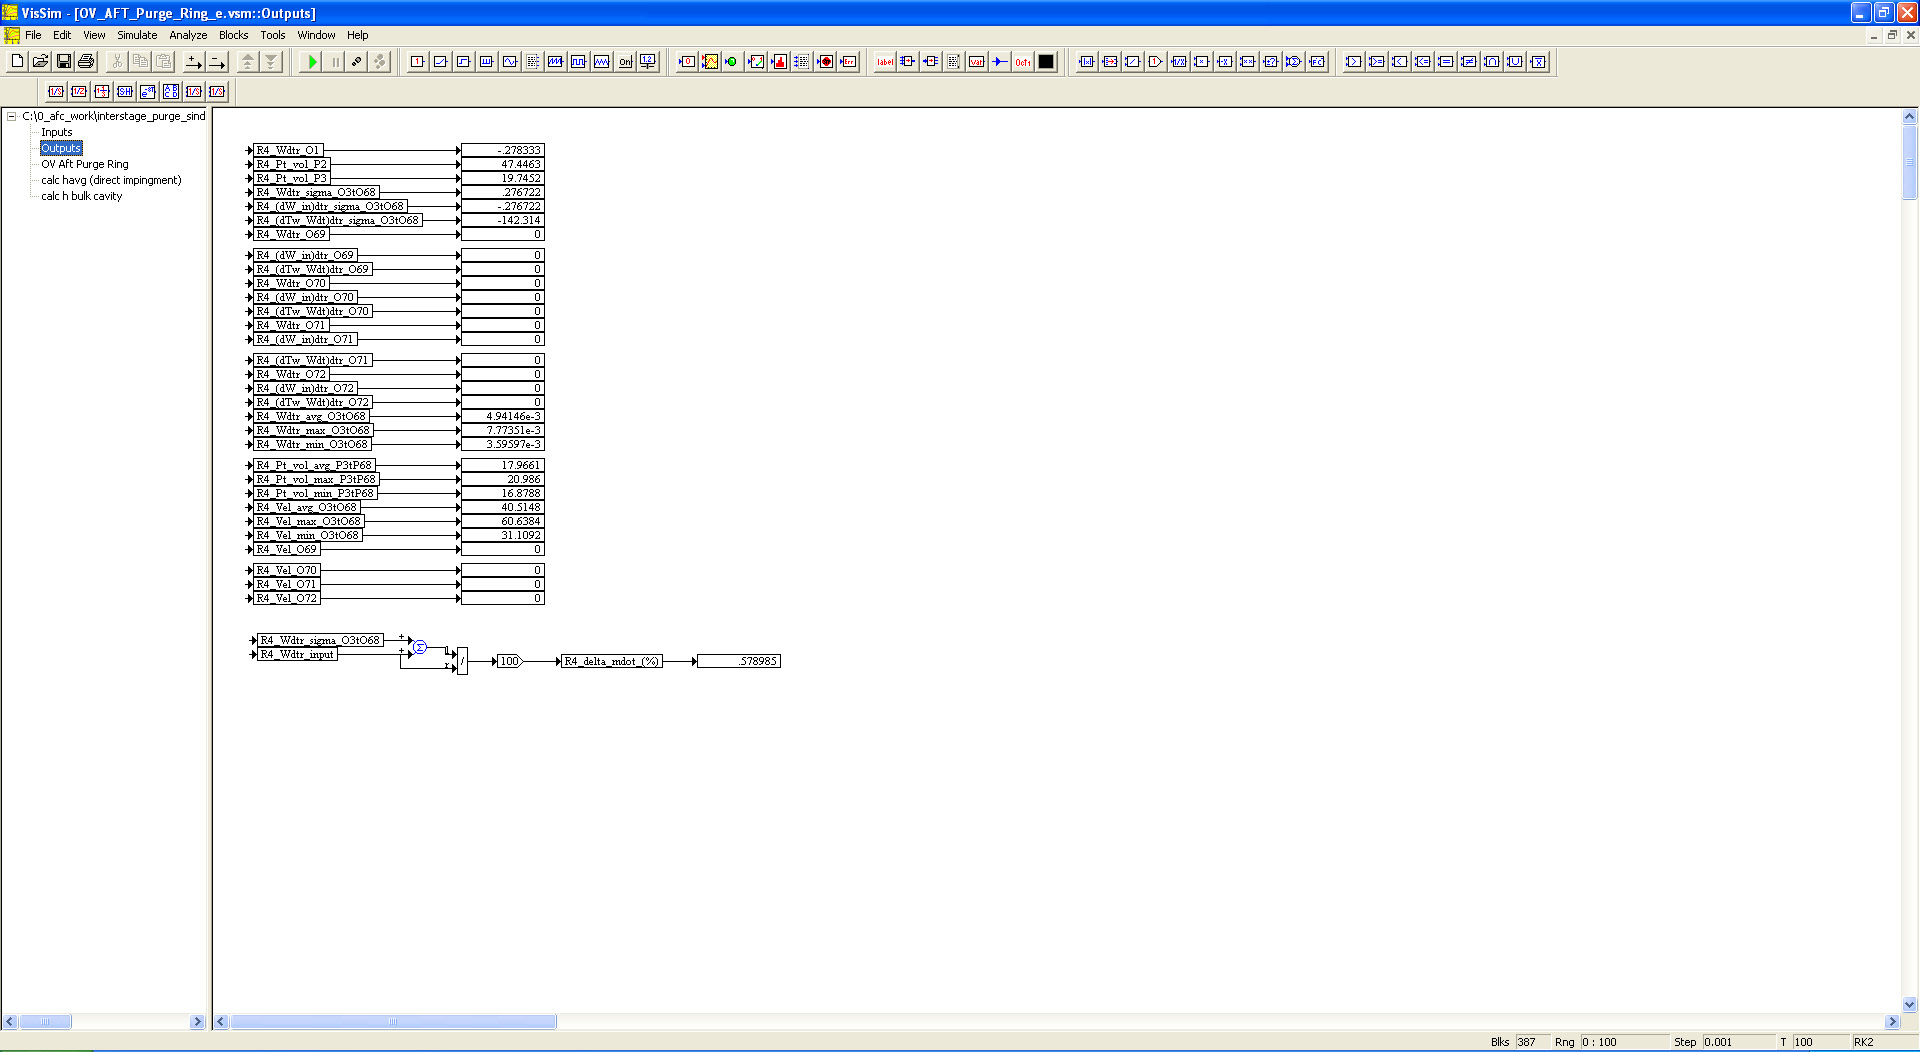 VisSim - [OV_AFT_Purge_Ring_e.vsm::Outputs]
File Edit View Simulate Analyze Blocks Tools Window Help
C:\0_afc_work\interstage_purge_sind
Inputs
Outputs
OV Aft Purge Ring
calc havg (direct impingment)
calc h bulk cavity
R4_Wdtr_O1 -.278333
R4_Pt_vol_P2 47.4463
R4_Pt_vol_P3 19.7452
R4_Wdtr_sigma_O3tO68 .276722
R4_(dW_in)dtr_sigma_O3tO68 -.276722
R4_(dTw_Wdt)dtr_sigma_O3tO68 -142.314
R4_Wdtr_O69 0
R4_(dW_in)dtr_O69 0
R4_(dTw_Wdt)dtr_O69 0
R4_Wdtr_O70 0
R4_(dW_in)dtr_O70 0
R4_(dTw_Wdt)dtr_O70 0
R4_Wdtr_O71 0
R4_(dW_in)dtr_O71 0
R4_(dTw_Wdt)dtr_O71 0
R4_Wdtr_O72 0
R4_(dW_in)dtr_O72 0
R4_(dTw_Wdt)dtr_O72 0
R4_Wdtr_avg_O3tO68 4.94146e-3
R4_Wdtr_max_O3tO68 7.77351e-3
R4_Wdtr_min_O3tO68 3.59597e-3
R4_Pt_vol_avg_P3tP68 17.9661
R4_Pt_vol_max_P3tP68 20.986
R4_Pt_vol_min_P3tP68 16.8788
R4_Vel_avg_O3tO68 40.5148
R4_Vel_max_O3tO68 60.6384
R4_Vel_min_O3tO68 31.1092
R4_Vel_O69 0
R4_Vel_O70 0
R4_Vel_O71 0
R4_Vel_O72 0
R4_Wdtr_sigma_O3tO68 + Σ
R4_Wdtr_input + l r / 100 R4_delta_mdot_(%) .578985
Blks 387 Rng 0 : 100 Step 0.001 T 100 RK2